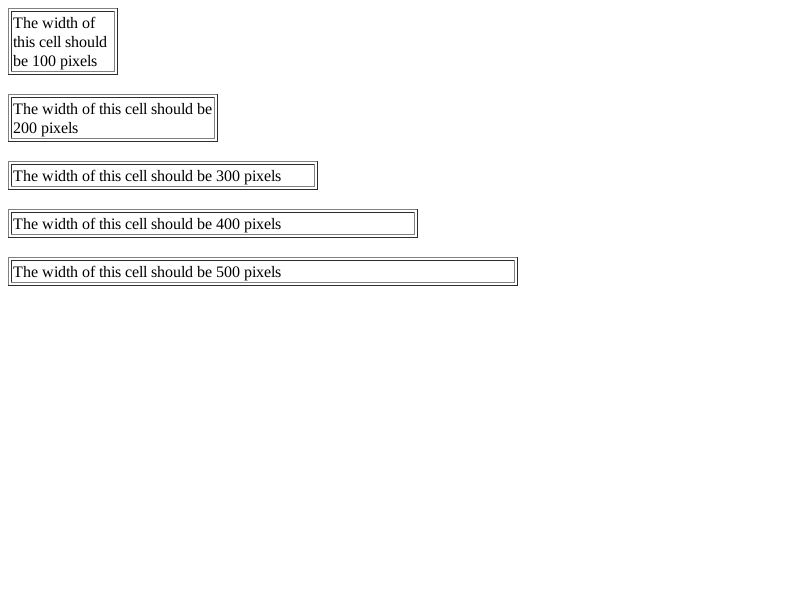 The width of
this cell should
be 100 pixels
The width of this cell should be
200 pixels
The width of this cell should be 300 pixels
The width of this cell should be 400 pixels
The width of this cell should be 500 pixels